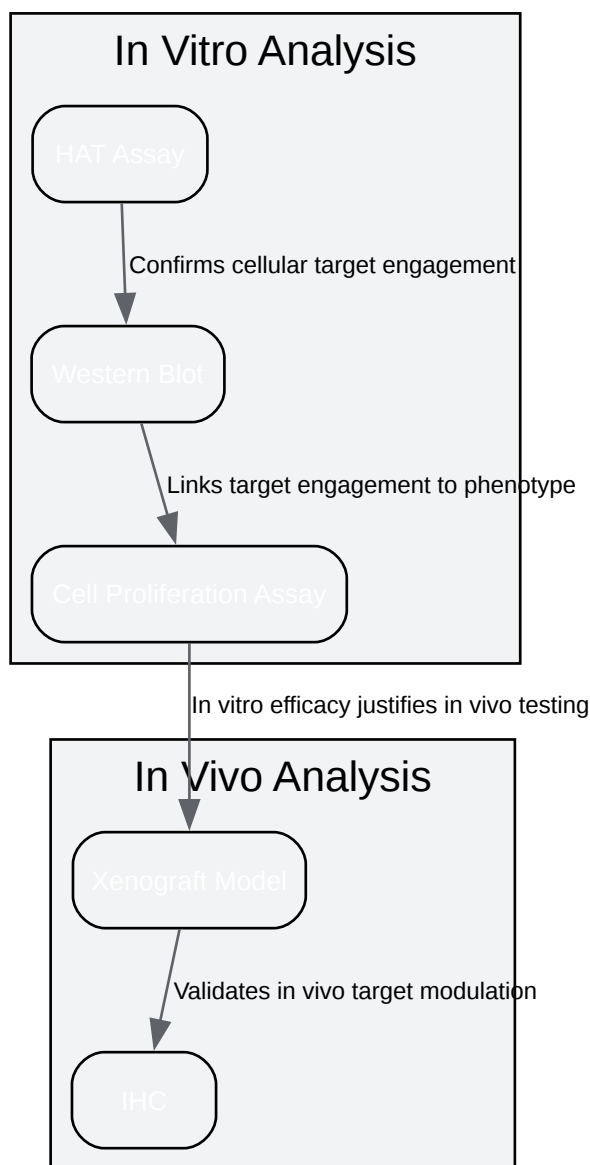 In Vitro Analysis
HAT Assay
Confirms cellular target engagement
Western Blot
Links target engagement to phenotype
Cell Proliferation Assay
In vitro efficacy justifies in vivo testing
In Vivo Analysis
Xenograft Model
Validates in vivo target modulation
IHC